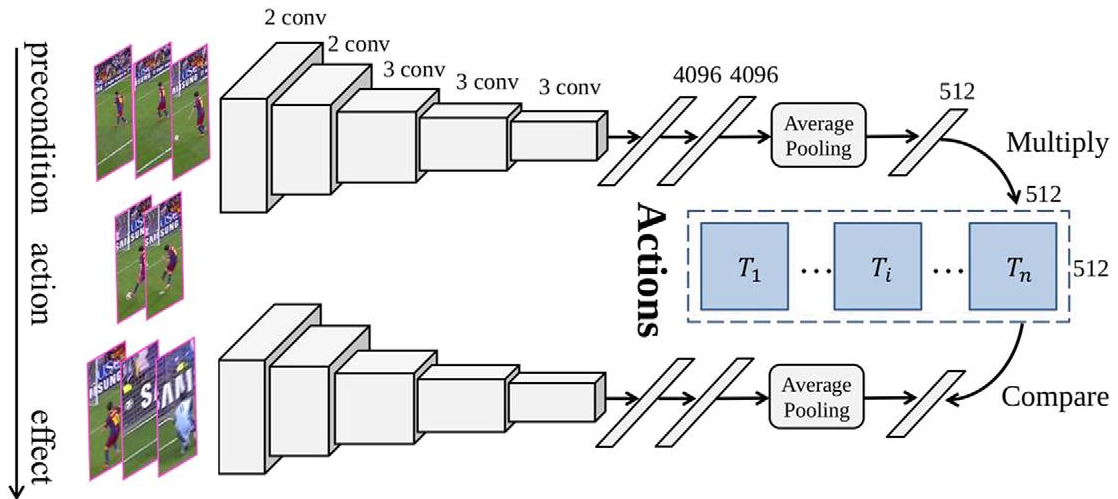 2 conv
2 conv
3 conv
3 conv
3 conv
4096 4096
512
Average
Pooling
Multiply
precondition
action
effect
Actions
512
T₁ ... Tᵢ ... Tₙ
512
Average
Pooling
Compare